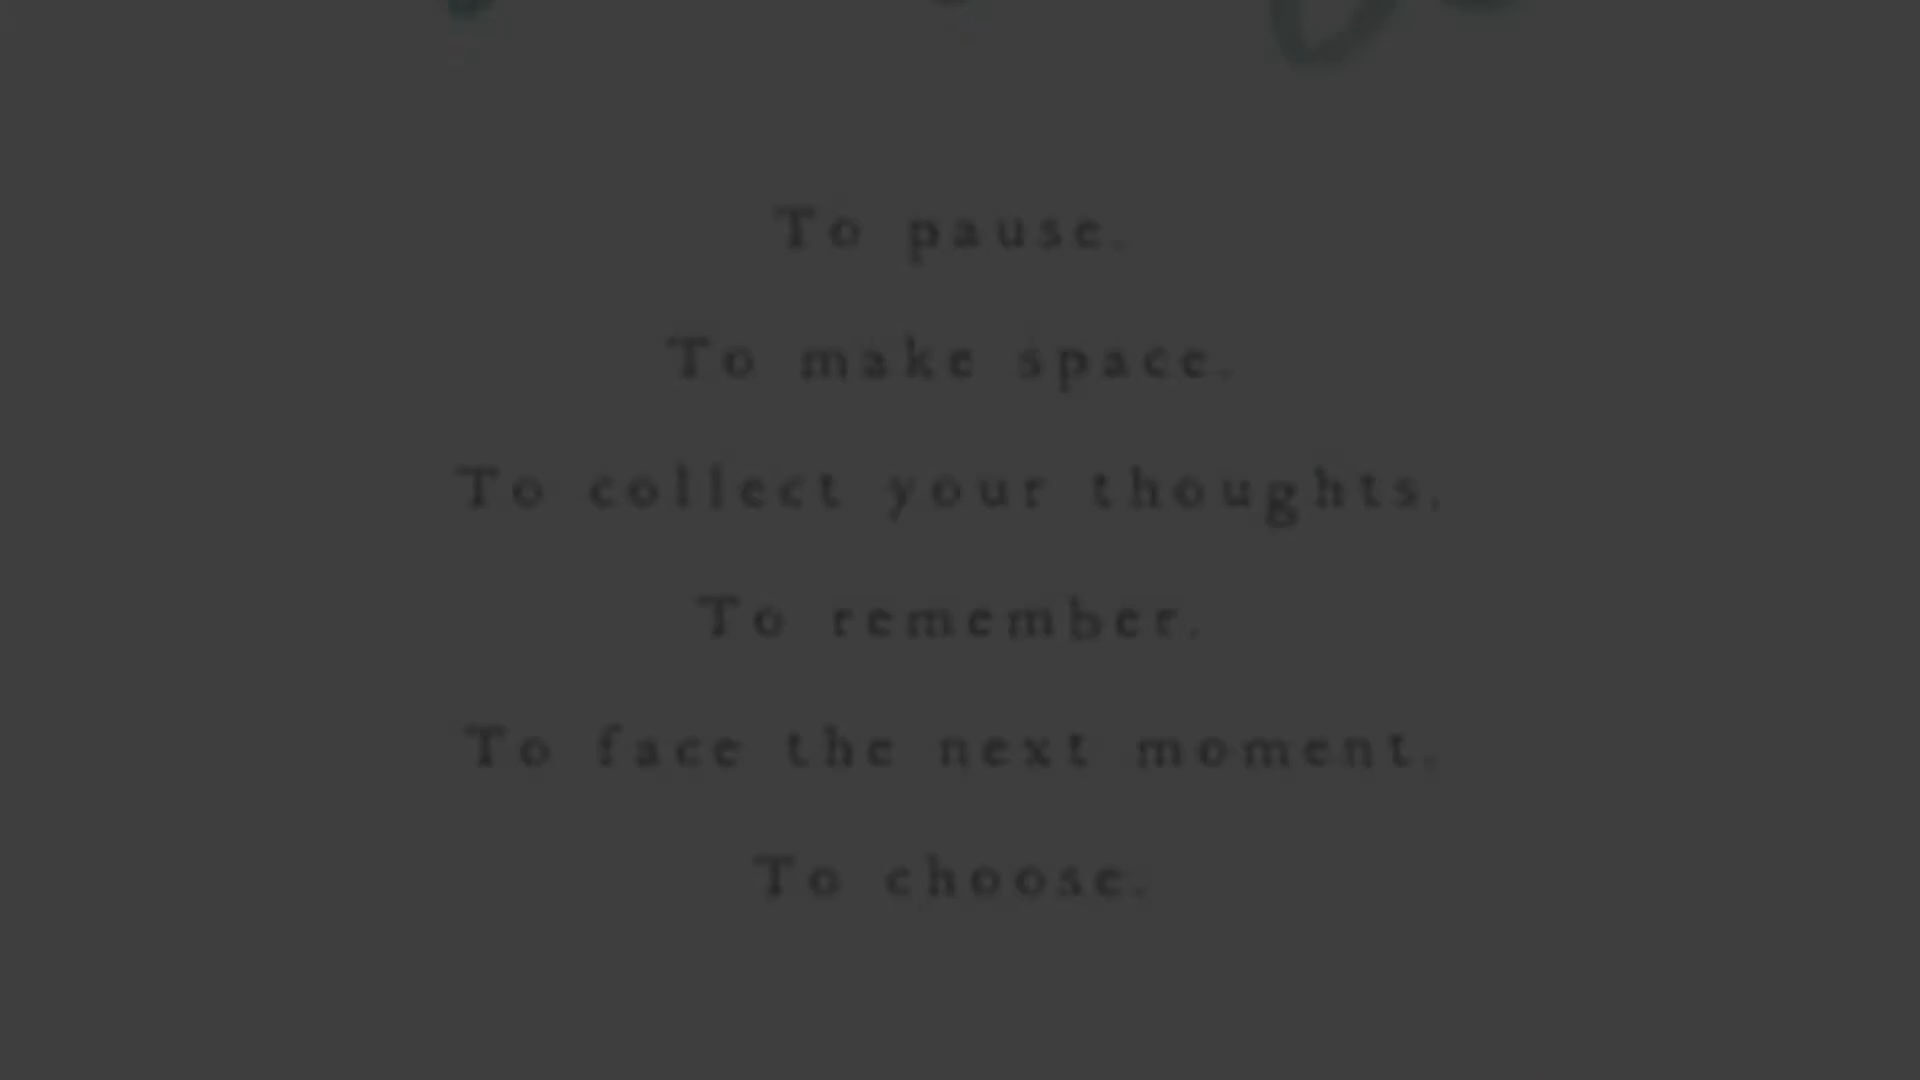 To pause.
To make space.
To collect your thoughts.
To remember.
To face the next moment.
To choose.